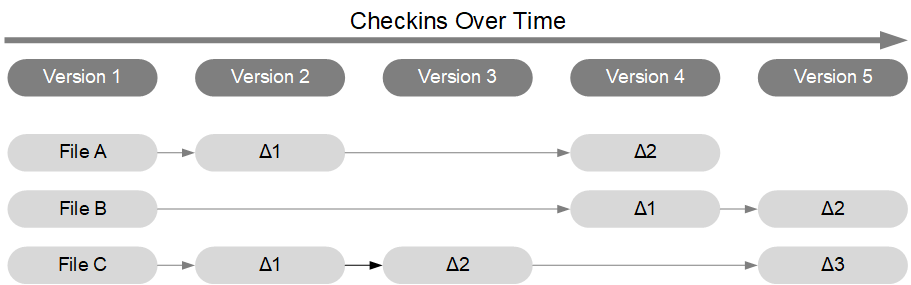 Checkins Over Time
Version 1 Version 2 Version 3 Version 4 Version 5
File A Δ1 Δ2
File B Δ1 Δ2
File C Δ1 Δ2 Δ3